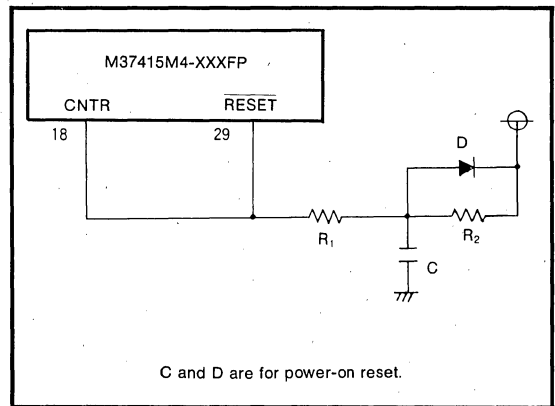 M37415M4-XXXFP
CNTR RESET
18 29
D
R₁ R₂
C
C and D are for power-on reset.